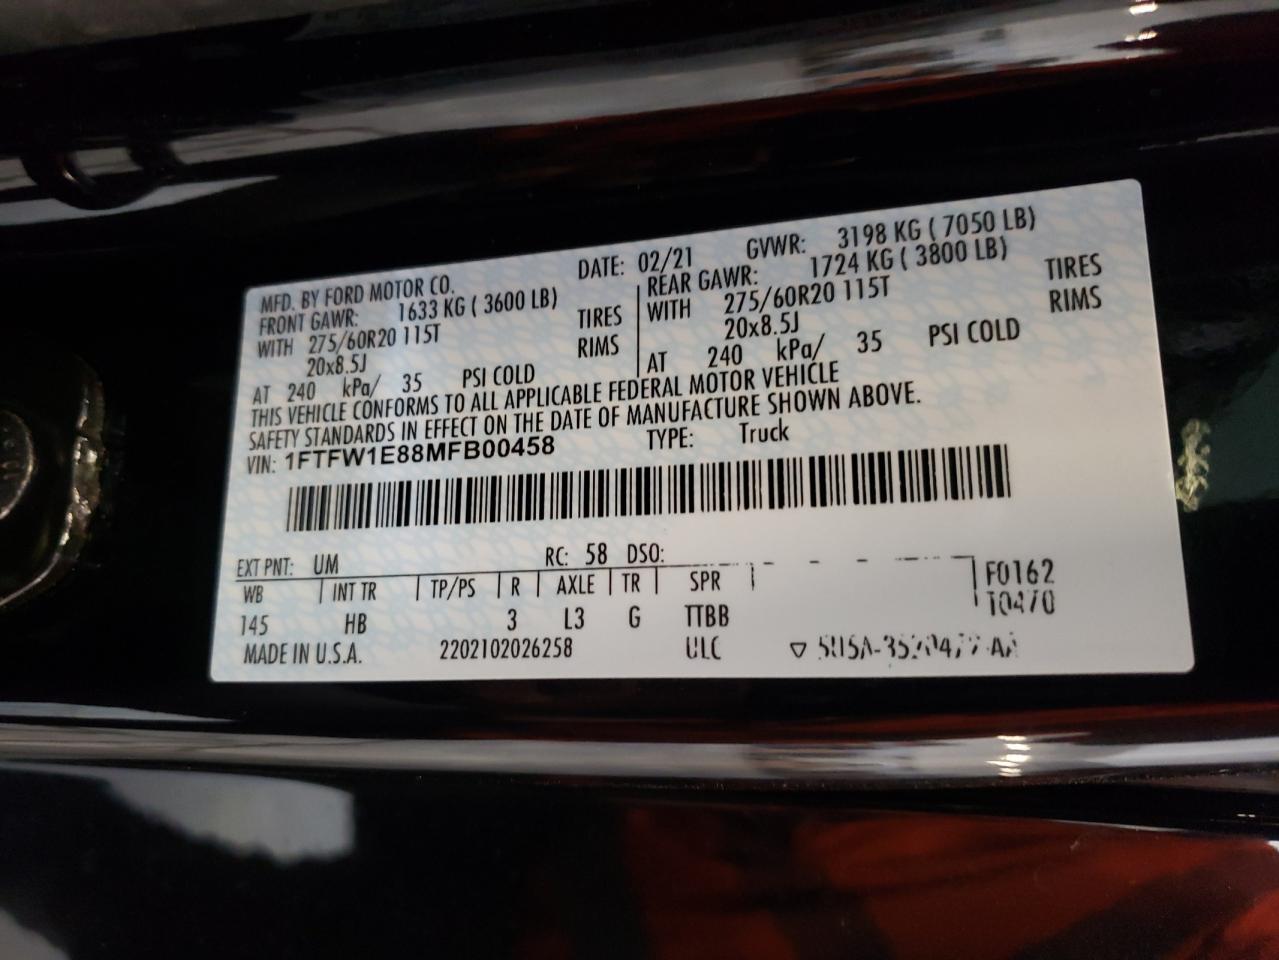 MFD. BY FORD MOTOR CO. DATE: 02/21 GVWR: 3198 KG ( 7050 LB)
FRONT GAWR: 1633 KG ( 3600 LB) REAR GAWR: 1724 KG ( 3800 LB)
WITH 275/60R20 115T TIRES WITH 275/60R20 115T TIRES
20x8.5J RIMS 20x8.5J RIMS
AT 240 kPa/ 35 PSI COLD AT 240 kPa/ 35 PSI COLD
THIS VEHICLE CONFORMS TO ALL APPLICABLE FEDERAL MOTOR VEHICLE
SAFETY STANDARDS IN EFFECT ON THE DATE OF MANUFACTURE SHOWN ABOVE.
VIN: 1FTFW1E88MFB00458 TYPE: Truck
EXT PNT: UM RC: 58 DSO:
WB INT TR TP/PS R AXLE TR SPR F0162
145 HB 3 L3 G TTBB T0470
MADE IN U.S.A. 2202102026258 ULC